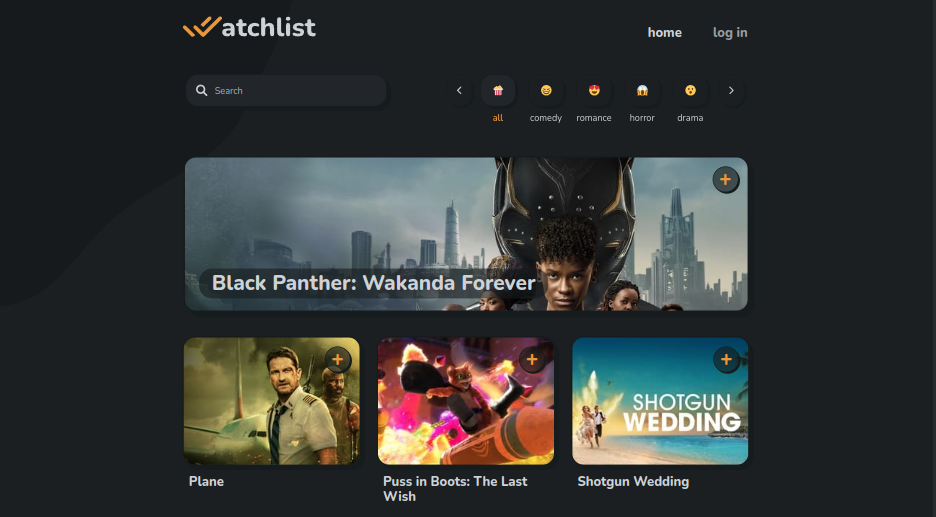 atchlist
home
log in
Search
all
comedy
romance
horror
drama
Black Panther: Wakanda Forever
SHOTGUN
WEDDING
Plane
Puss in Boots: The Last
Wish
Shotgun Wedding